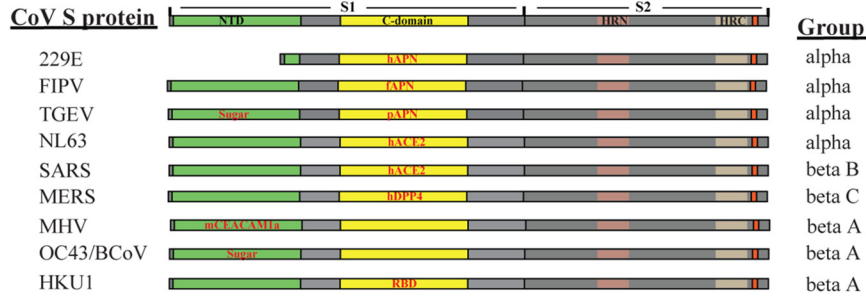 S1 S2
CoV S protein NTD C-domain HRN HRC Group
229E hAPN alpha
FIPV fAPN alpha
TGEV Sugar pAPN alpha
NL63 hACE2 alpha
SARS hACE2 beta B
MERS hDPP4 beta C
MHV mCEACAM1a beta A
OC43/BCoV Sugar beta A
HKU1 RBD beta A